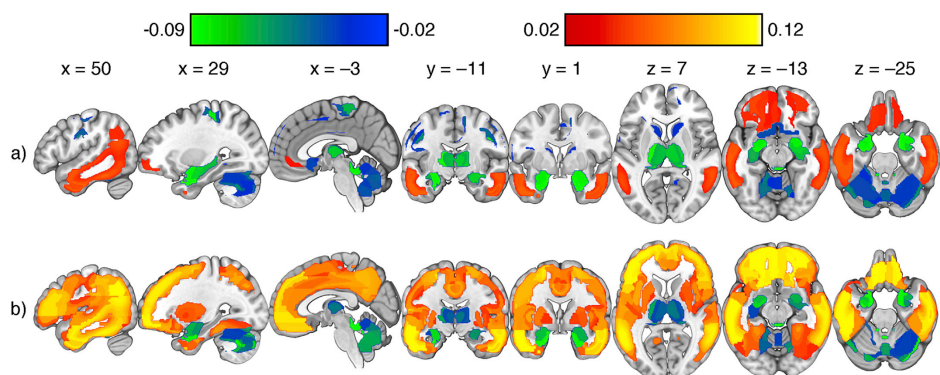 -0.09 -0.02 0.02 0.12
x = 50 x = 29 x = −3 y = −11 y = 1 z = 7 z = −13 z = −25
a)
b)